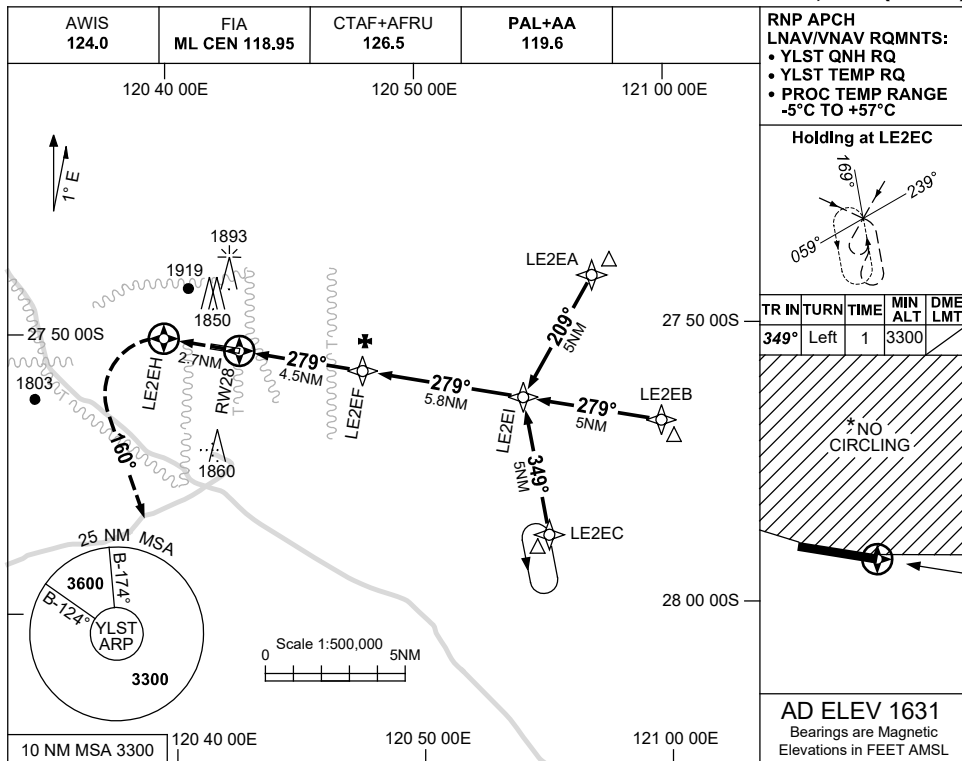 AWIS
124.0
FIA
ML CEN 118.95
CTAF+AFRU
126.5
PAL+AA
119.6
RNP APCH
LNAV/VNAV RQMNTS:
• YLST QNH RQ
• YLST TEMP RQ
• PROC TEMP RANGE
-5°C TO +57°C
120 40 00E
120 50 00E
121 00 00E
1° E
Holding at LE2EC
169°
239°
059°
TR IN TURN TIME MIN ALT DME LMT
349° Left 1 3300
1893
1919
1850
LE2EA
209°
5NM
27 50 00S
27 50 00S
LE2EH
2.7NM
RW28
279°
4.5NM
LE2EF
279°
5.8NM
LE2EI
279°
5NM
LE2EB
1803
160°
1860
T
T
T
T
349°
5NM
LE2EC
*NO
CIRCLING
25 NM MSA
3600
B-174°
B-124°
YLST
ARP
3300
Scale 1:500,000
0 5NM
28 00 00S
10 NM MSA 3300
120 40 00E
120 50 00E
121 00 00E
AD ELEV 1631
Bearings are Magnetic
Elevations in FEET AMSL